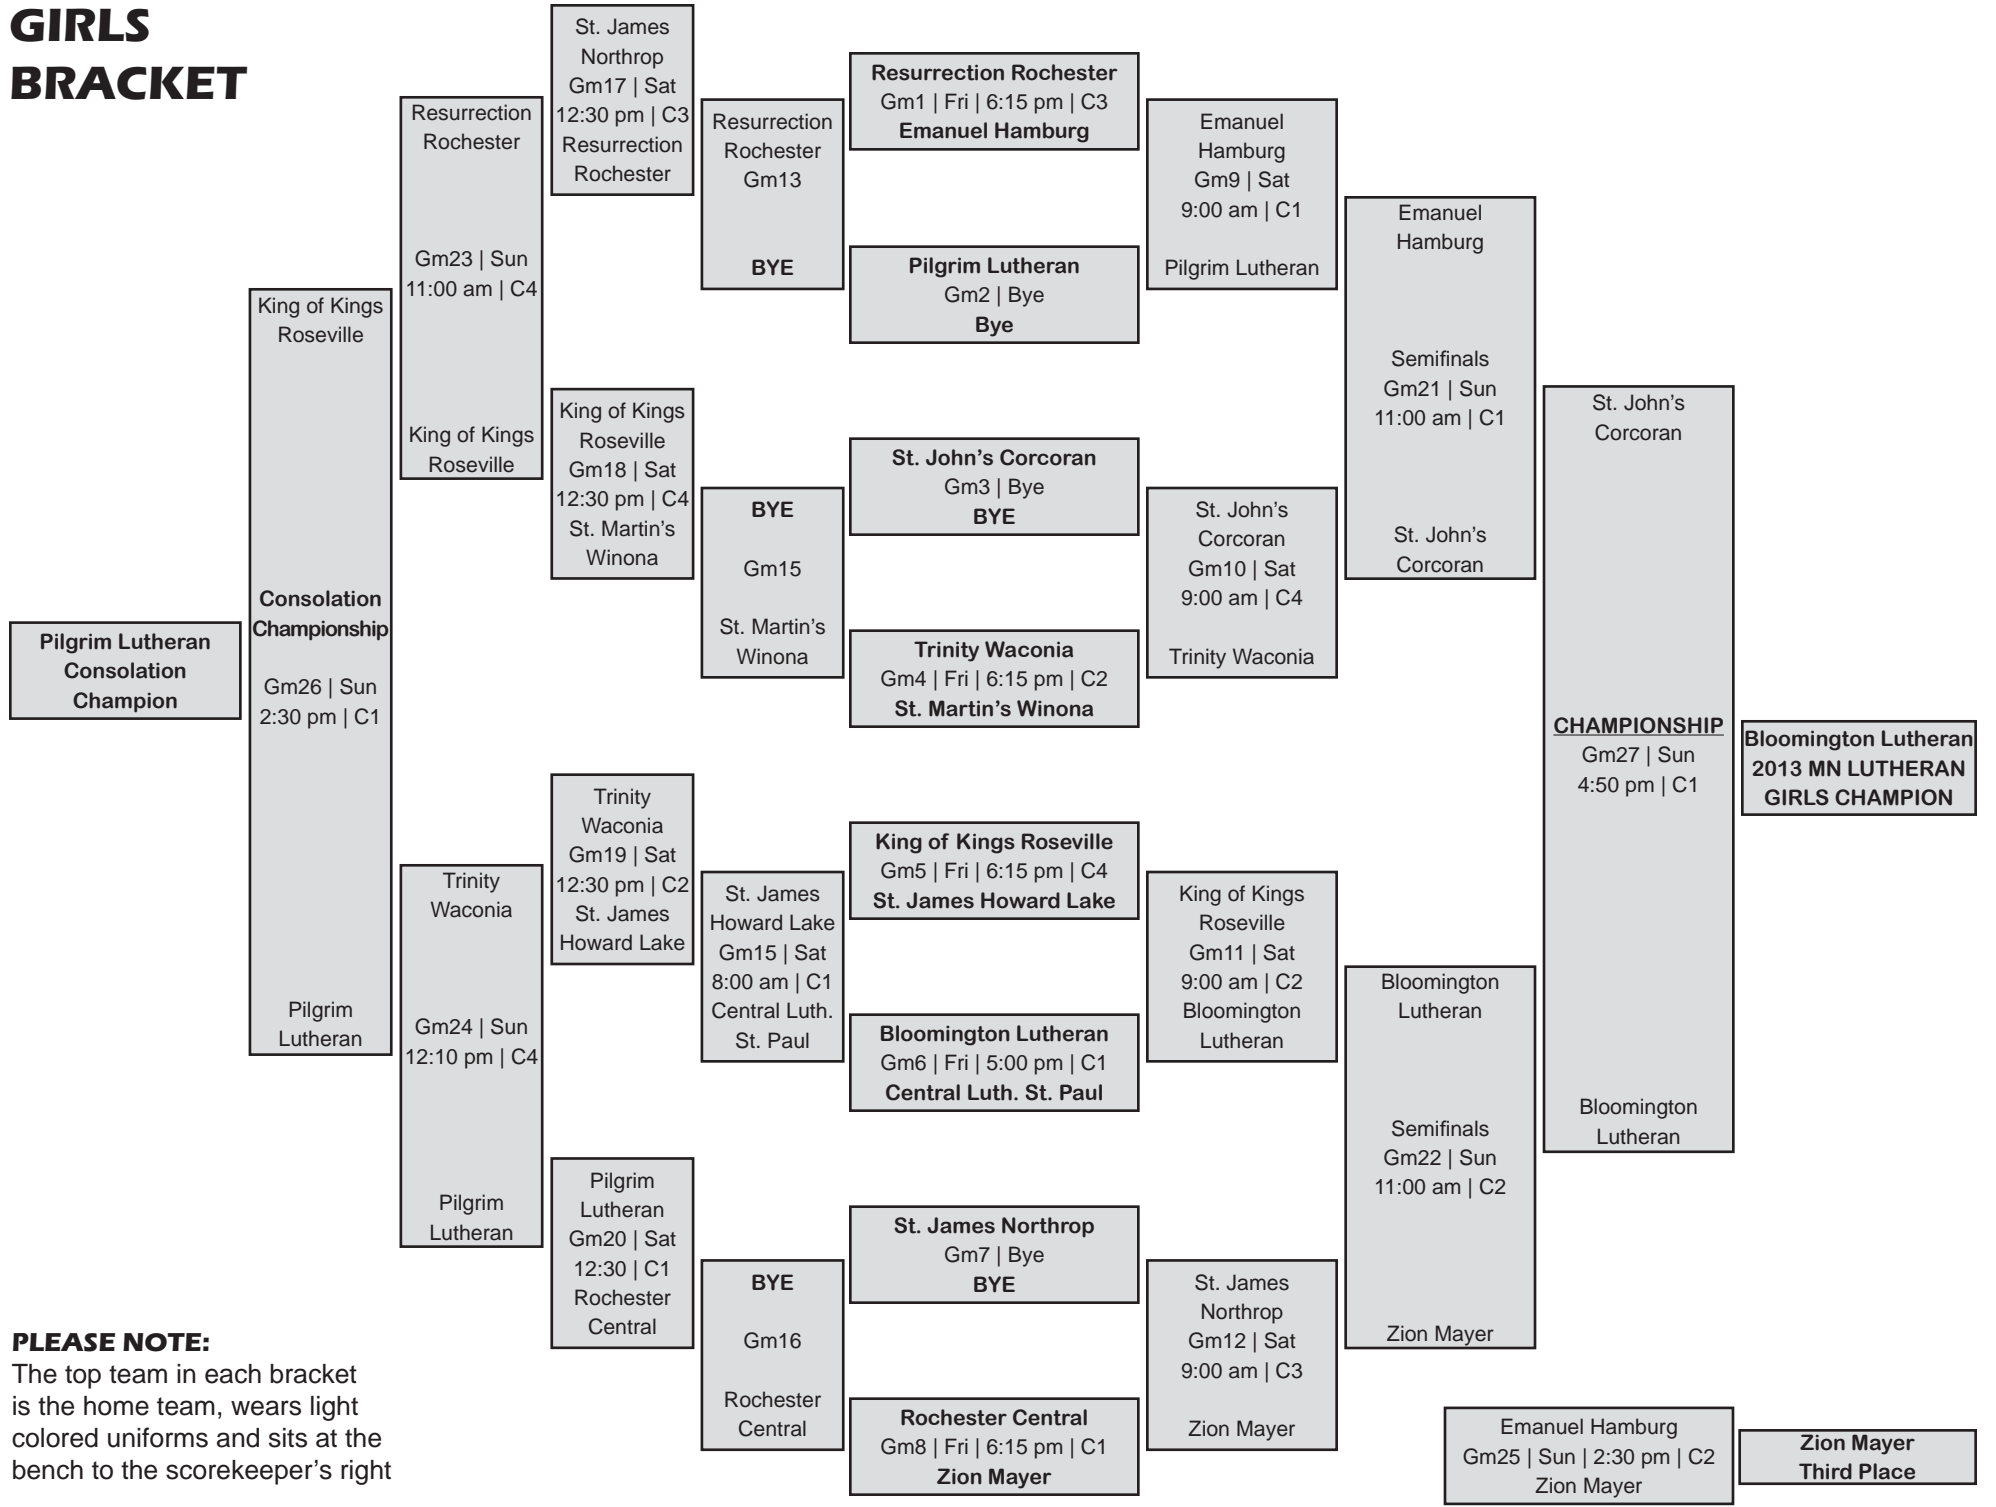 GIRLS
BRACKET
Pilgrim Lutheran
Consolation
Champion
King of Kings
Roseville
Consolation
Championship
Gm26 | Sun
2:30 pm | C1
Pilgrim
Lutheran
Resurrection
Rochester
Gm23 | Sun
11:00 am | C4
King of Kings
Roseville
Trinity
Waconia
Gm24 | Sun
12:10 pm | C4
Pilgrim
Lutheran
St. James
Northrop
Gm17 | Sat
12:30 pm | C3
Resurrection
Rochester
King of Kings
Roseville
Gm18 | Sat
12:30 pm | C4
St. Martin’s
Winona
Trinity
Waconia
Gm19 | Sat
12:30 pm | C2
St. James
Howard Lake
Pilgrim
Lutheran
Gm20 | Sat
12:30 | C1
Rochester
Central
Resurrection
Rochester
Gm13
BYE
BYE
Gm15
St. Martin’s
Winona
St. James
Howard Lake
Gm15 | Sat
8:00 am | C1
Central Luth.
St. Paul
BYE
Gm16
Rochester
Central
Resurrection Rochester
Gm1 | Fri | 6:15 pm | C3
Emanuel Hamburg
Pilgrim Lutheran
Gm2 | Bye
Bye
St. John’s Corcoran
Gm3 | Bye
BYE
Trinity Waconia
Gm4 | Fri | 6:15 pm | C2
St. Martin’s Winona
King of Kings Roseville
Gm5 | Fri | 6:15 pm | C4
St. James Howard Lake
Bloomington Lutheran
Gm6 | Fri | 5:00 pm | C1
Central Luth. St. Paul
St. James Northrop
Gm7 | Bye
BYE
Rochester Central
Gm8 | Fri | 6:15 pm | C1
Zion Mayer
Emanuel
Hamburg
Gm9 | Sat
9:00 am | C1
Pilgrim Lutheran
St. John’s
Corcoran
Gm10 | Sat
9:00 am | C4
Trinity Waconia
King of Kings
Roseville
Gm11 | Sat
9:00 am | C2
Bloomington
Lutheran
St. James
Northrop
Gm12 | Sat
9:00 am | C3
Zion Mayer
Emanuel
Hamburg
Semifinals
Gm21 | Sun
11:00 am | C1
St. John’s
Corcoran
Bloomington
Lutheran
Semifinals
Gm22 | Sun
11:00 am | C2
Zion Mayer
St. John’s
Corcoran
CHAMPIONSHIP
Gm27 | Sun
4:50 pm | C1
Bloomington
Lutheran
Bloomington Lutheran
2013 MN LUTHERAN
GIRLS CHAMPION
Emanuel Hamburg
Gm25 | Sun | 2:30 pm | C2
Zion Mayer
Zion Mayer
Third Place
PLEASE NOTE:
The top team in each bracket
is the home team, wears light
colored uniforms and sits at the
bench to the scorekeeper’s right